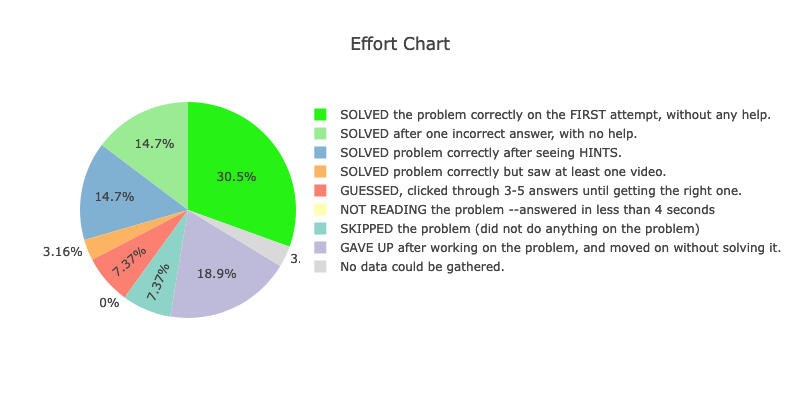 Effort Chart
SOLVED the problem correctly on the FIRST attempt, without any help.
SOLVED after one incorrect answer, with no help.
SOLVED problem correctly after seeing HINTS.
SOLVED problem correctly but saw at least one video.
GUESSED, clicked through 3-5 answers until getting the right one.
NOT READING the problem --answered in less than 4 seconds
SKIPPED the problem (did not do anything on the problem)
GAVE UP after working on the problem, and moved on without solving it.
No data could be gathered.
14.7%
30.5%
14.7%
3.16%
7.37%
0%
7.37%
18.9%
3.